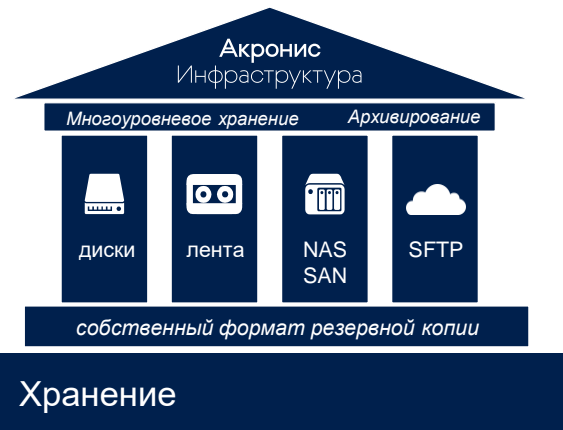 Акронис
Инфраструктура
Многоуровневое хранение Архивирование
диски лента NAS SFTP
SAN
собственный формат резервной копии
Хранение